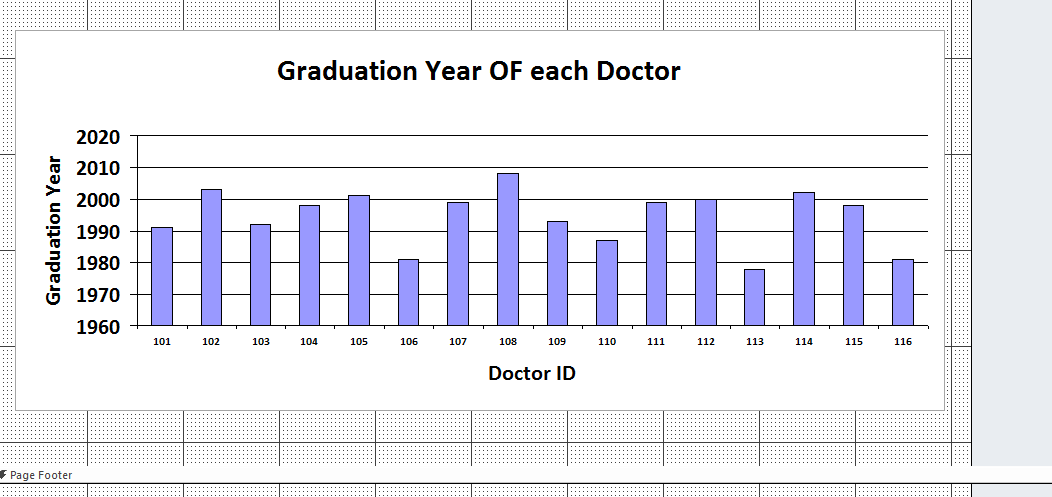 Graduation Year OF each Doctor
Graduation Year
2020
2010
2000
1990
1980
1970
1960
101 102 103 104 105 106 107 108 109 110 111 112 113 114 115 116
Doctor ID
Page Footer